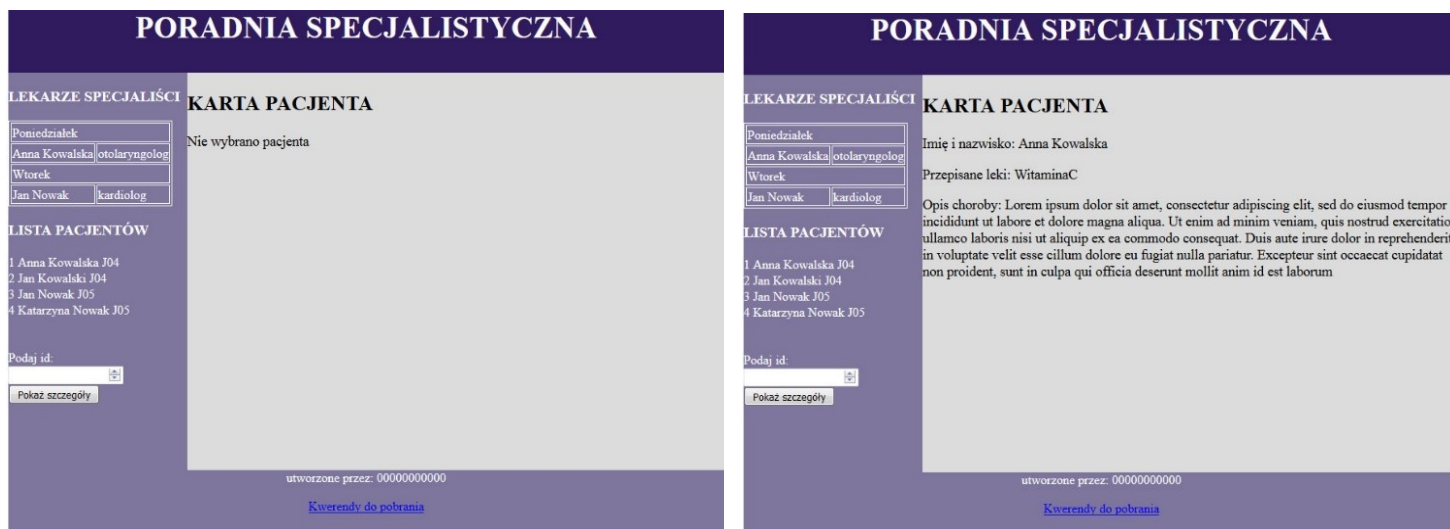 PORADNIA SPECJALISTYCZNA
LEKARZE SPECJALIŚCI
Poniedziałek
Anna Kowalska otolaryngolog
Wtorek
Jan Nowak kardiolog
LISTA PACJENTÓW
1 Anna Kowalska J04
2 Jan Kowalski J04
3 Jan Nowak J05
4 Katarzyna Nowak J05
Podaj id:
Pokaż szczegóły
KARTA PACJENTA
Nie wybrano pacjenta
utworzone przez: 00000000000
Kwerendy do pobrania
PORADNIA SPECJALISTYCZNA
LEKARZE SPECJALIŚCI
Poniedziałek
Anna Kowalska otolaryngolog
Wtorek
Jan Nowak kardiolog
LISTA PACJENTÓW
1 Anna Kowalska J04
2 Jan Kowalski J04
3 Jan Nowak J05
4 Katarzyna Nowak J05
Podaj id:
Pokaż szczegóły
KARTA PACJENTA
Imię i nazwisko: Anna Kowalska
Przepisane leki: WitaminaC
Opis choroby: Lorem ipsum dolor sit amet, consectetur adipiscing elit, sed do eiusmod tempor
incididunt ut labore et dolore magna aliqua. Ut enim ad minim veniam, quis nostrud exercitatio
ullamco laboris nisi ut aliquip ex ea commodo consequat. Duis aute irure dolor in reprehenderit
in voluptate velit esse cillum dolore eu fugiat nulla pariatur. Excepteur sint occaecat cupidatat
non proident, sunt in culpa qui officia deserunt mollit anim id est laborum
utworzone przez: 00000000000
Kwerendy do pobrania